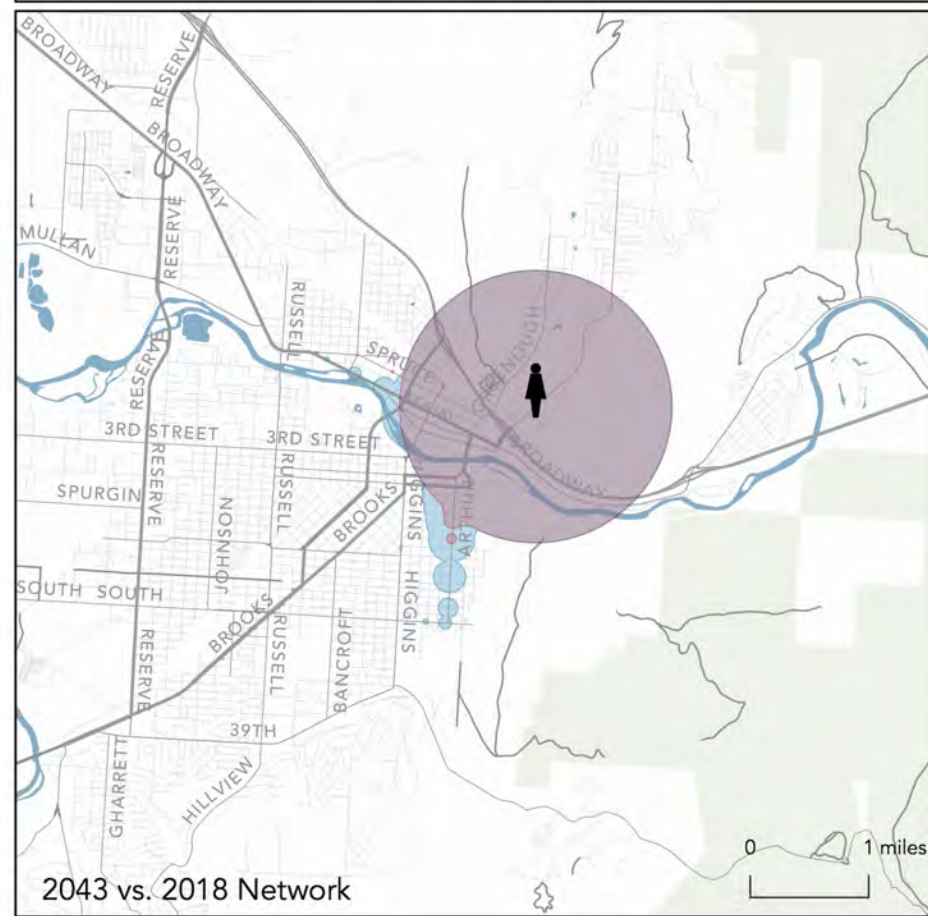 BROADWAY
RESERVE
BROADWAY
MULLAN
RESERVE
RUSSELL
GREENOUGH
SPRUCE
RESERVE
3RD STREET
3RD STREET
BROADWAY
SPURGIN
RESERVE
JOHNSON
RUSSELL
BROOKS
HIGGINS
ARTHUR
SOUTH SOUTH
BROOKS
HIGGINS
RESERVE
RUSSELL
BANCROFT
39TH
GHARRETT
HILLVIEW
0 1 miles
2043 vs. 2018 Network